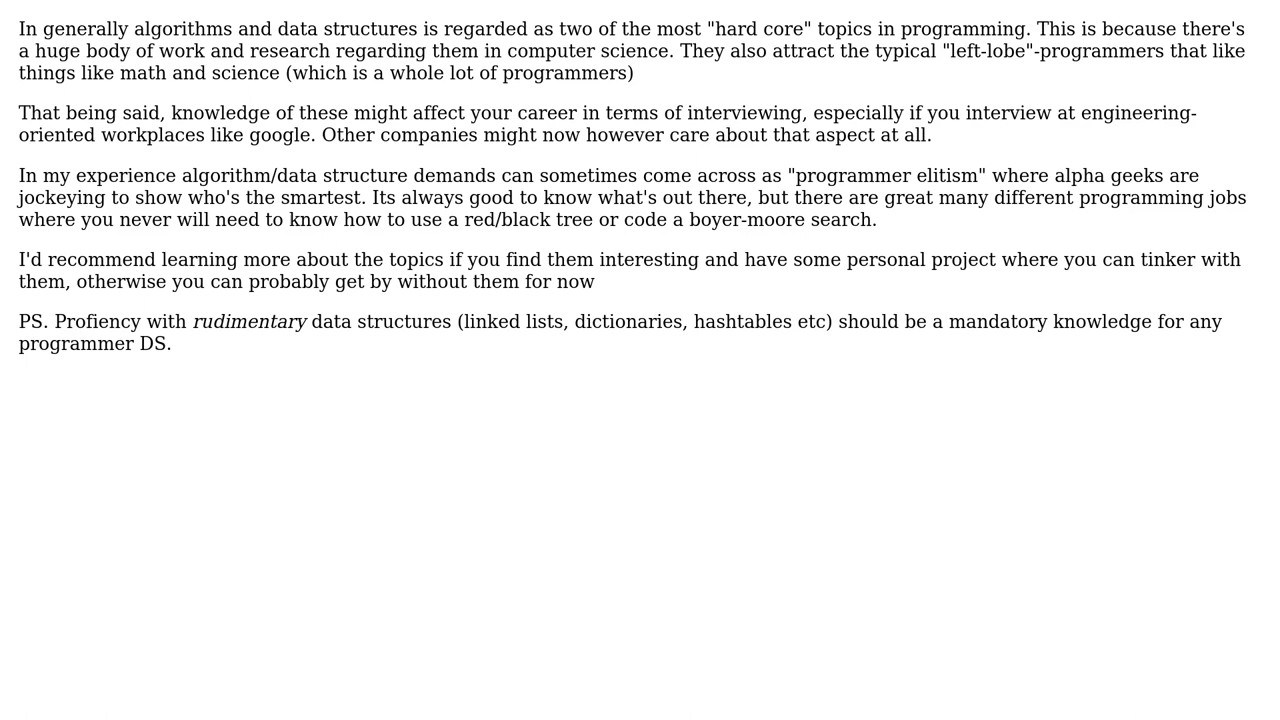 In generally algorithms and data structures is regarded as two of the most "hard core" topics in programming. This is because there's
a huge body of work and research regarding them in computer science. They also attract the typical "left-lobe"-programmers that like
things like math and science (which is a whole lot of programmers)
That being said, knowledge of these might affect your career in terms of interviewing, especially if you interview at engineering-
oriented workplaces like google. Other companies might now however care about that aspect at all.
In my experience algorithm/data structure demands can sometimes come across as "programmer elitism" where alpha geeks are
jockeying to show who's the smartest. Its always good to know what's out there, but there are great many different programming jobs
where you never will need to know how to use a red/black tree or code a boyer-moore search.
I'd recommend learning more about the topics if you find them interesting and have some personal project where you can tinker with
them, otherwise you can probably get by without them for now
PS. Profiency with rudimentary data structures (linked lists, dictionaries, hashtables etc) should be a mandatory knowledge for any
programmer DS.